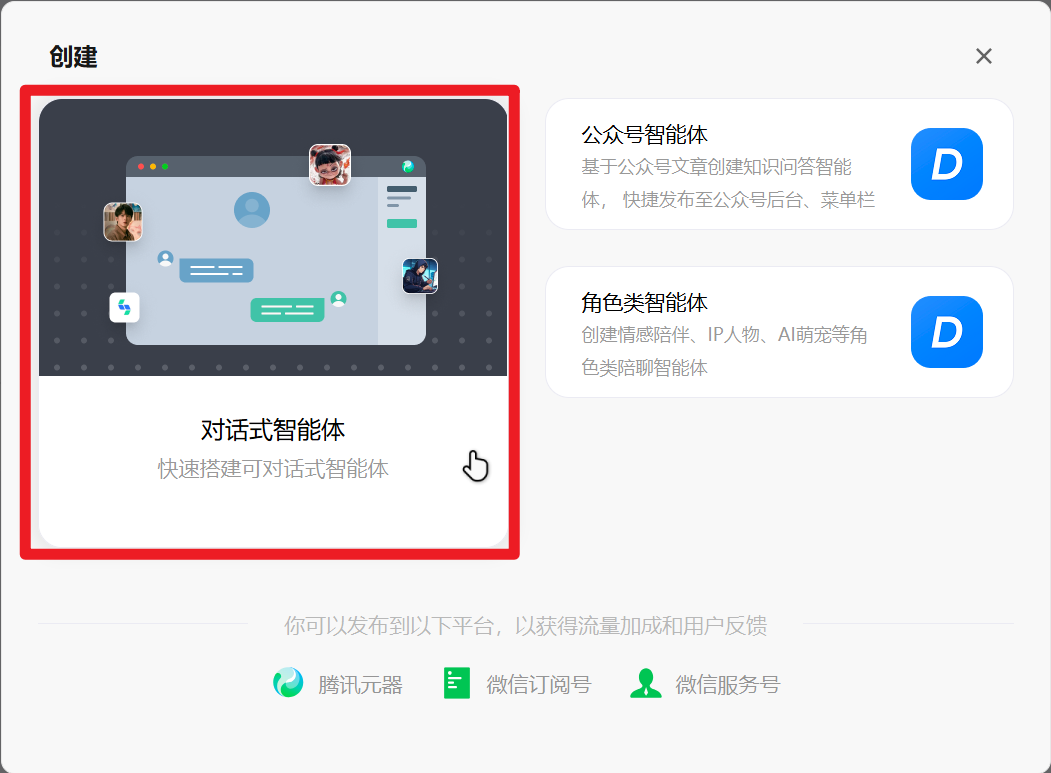 创建
对话式智能体
快速搭建可对话式智能体
公众号智能体
基于公众号文章创建知识问答智能
体， 快捷发布至公众号后台、菜单栏
D
角色类智能体
创建情感陪伴、IP人物、AI萌宠等角
色类陪聊智能体
D
你可以发布到以下平台，以获得流量加成和用户反馈
腾讯元器
微信订阅号
微信服务号